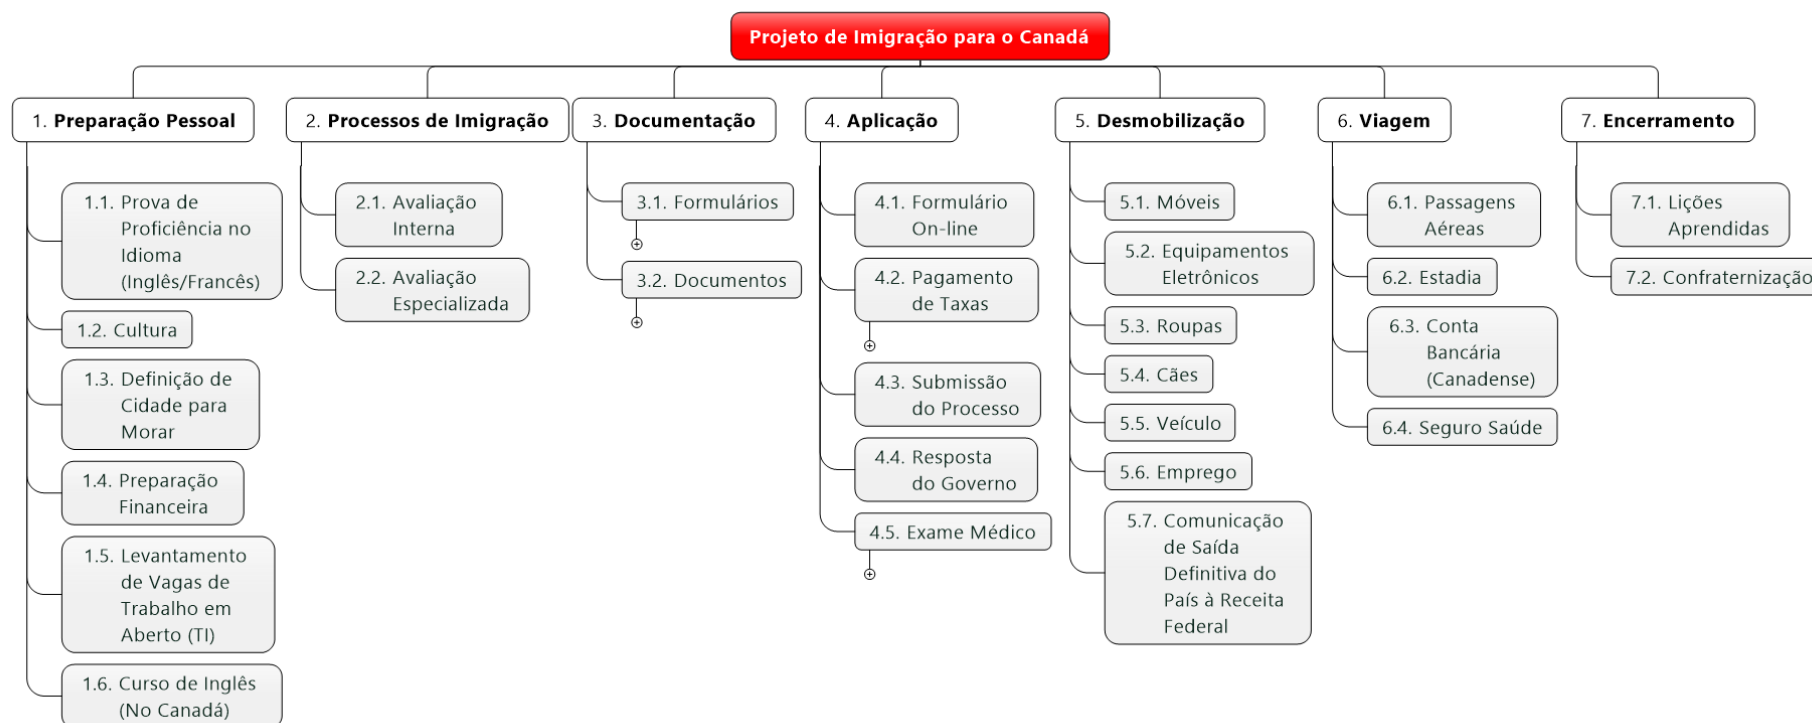 Projeto de Imigração para o Canadá
1. Preparação Pessoal
1.1. Prova de
Proficiência no
Idioma
(Inglês/Francês)
1.2. Cultura
1.3. Definição de
Cidade para
Morar
1.4. Preparação
Financeira
1.5. Levantamento
de Vagas de
Trabalho em
Aberto (TI)
1.6. Curso de Inglês
(No Canadá)
2. Processos de Imigração
2.1. Avaliação
Interna
2.2. Avaliação
Especializada
3. Documentação
3.1. Formulários
3.2. Documentos
4. Aplicação
4.1. Formulário
On-line
4.2. Pagamento
de Taxas
4.3. Submissão
do Processo
4.4. Resposta
do Governo
4.5. Exame Médico
5. Desmobilização
5.1. Móveis
5.2. Equipamentos
Eletrônicos
5.3. Roupas
5.4. Cães
5.5. Veículo
5.6. Emprego
5.7. Comunicação
de Saída
Definitiva do
País à Receita
Federal
6. Viagem
6.1. Passagens
Aéreas
6.2. Estadia
6.3. Conta
Bancária
(Canadense)
6.4. Seguro Saúde
7. Encerramento
7.1. Lições
Aprendidas
7.2. Confraternização